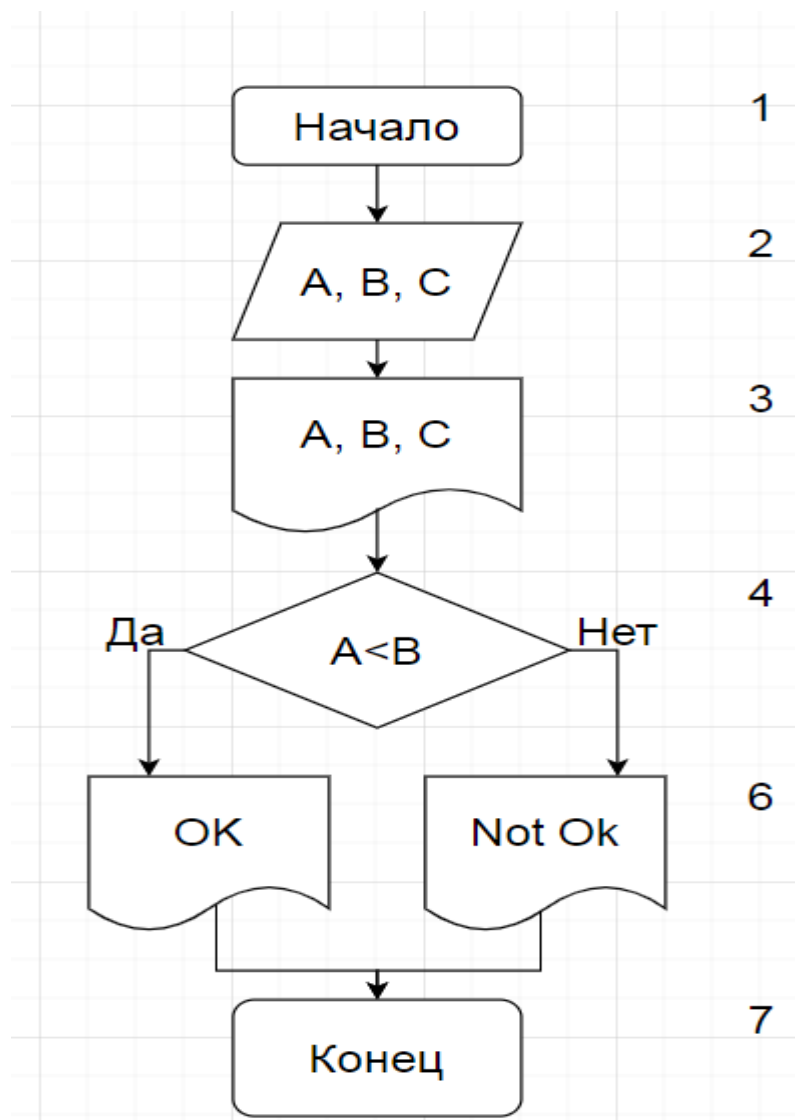 Начало 1
2
A, B, C
3
A, B, C
4
Да Нет
A<B
6
OK Not Ok
7
Конец